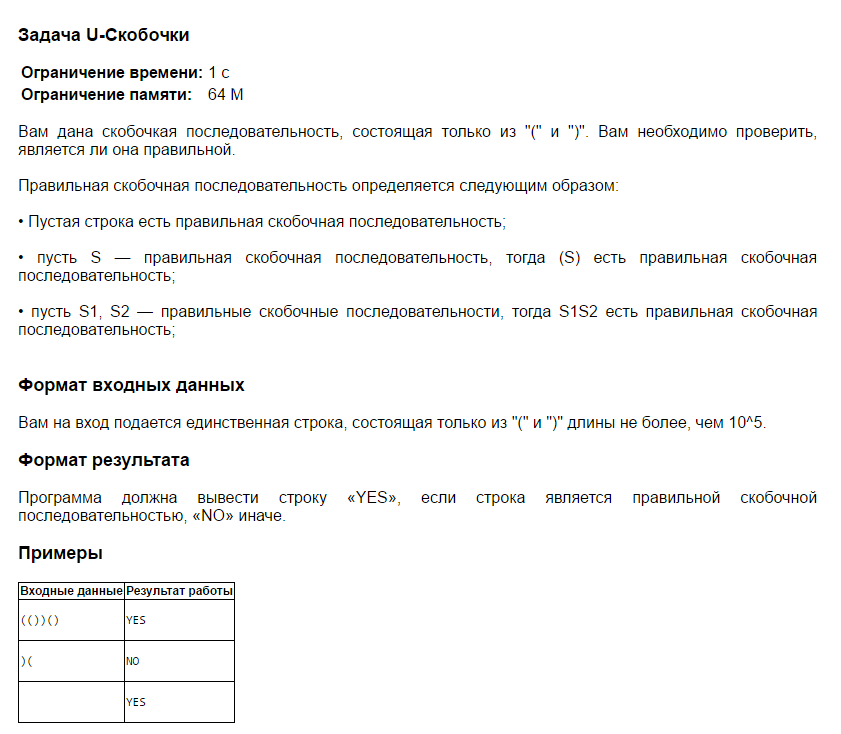 Задача U-Скобочки
Ограничение времени: 1 с
Ограничение памяти: 64 M
Вам дана скобочкая последовательность, состоящая только из "(" и ")". Вам необходимо проверить,
является ли она правильной.
Правильная скобочная последовательность определяется следующим образом:
• Пустая строка есть правильная скобочная последовательность;
• пусть S — правильная скобочная последовательность, тогда (S) есть правильная скобочная
последовательность;
• пусть S1, S2 — правильные скобочные последовательности, тогда S1S2 есть правильная скобочная
последовательность;
Формат входных данных
Вам на вход подается единственная строка, состоящая только из "(" и ")" длины не более, чем 10^5.
Формат результата
Программа должна вывести строку «YES», если строка является правильной скобочной
последовательностью, «NO» иначе.
Примеры
Входные данные Результат работы
(())() YES
)( NO
YES